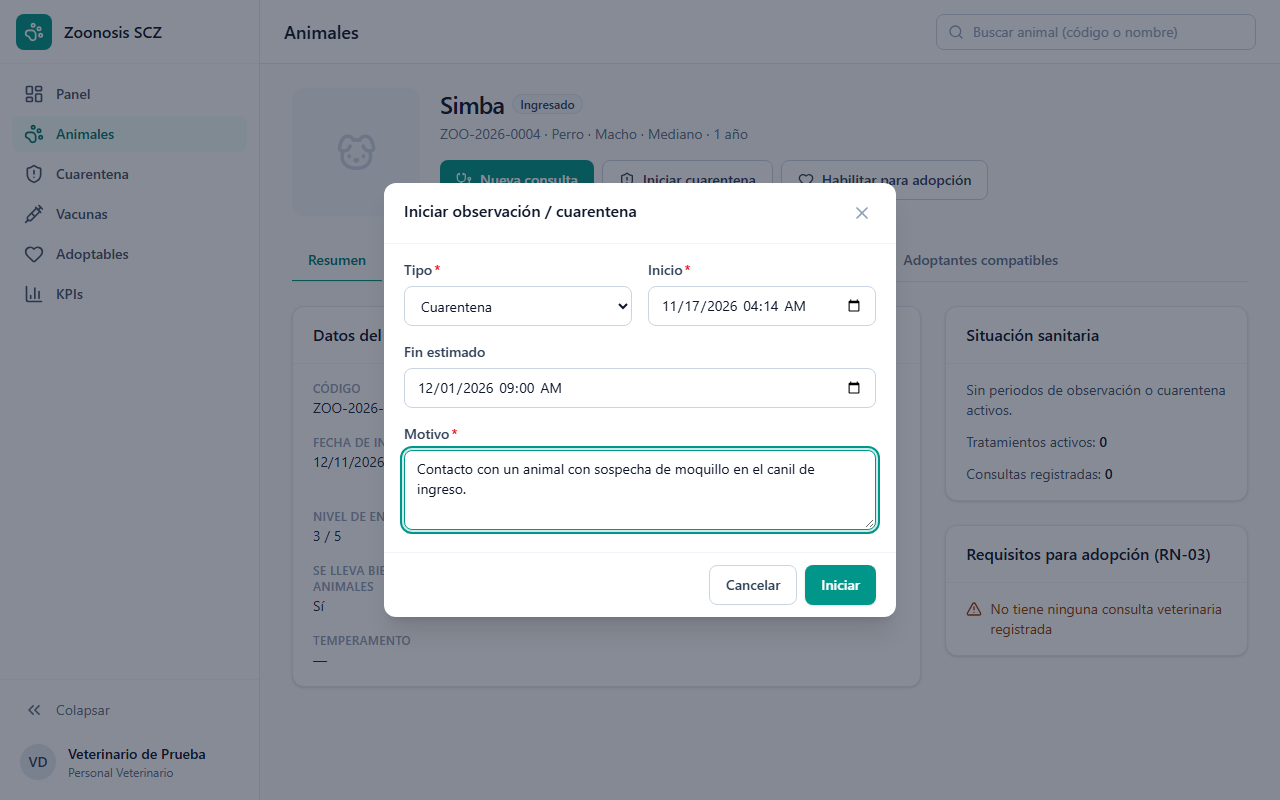 Zoonosis SCZ
Animales
Buscar animal (código o nombre)
Panel
Animales
Cuarentena
Vacunas
Adoptables
KPIs
Simba
Ingresado
ZOO-2026-0004 · Perro · Macho · Mediano · 1 año
Nueva consulta
Iniciar cuarentena
Habilitar para adopción
Resumen
Adoptantes compatibles
Iniciar observación / cuarentena
Tipo*
Inicio*
Cuarentena
11/17/2026 04:14 AM
Fin estimado
12/01/2026 09:00 AM
Motivo*
Contacto con un animal con sospecha de moquillo en el canil de
ingreso.
Cancelar
Iniciar
Datos del
CÓDIGO
ZOO-2026-
FECHA DE IN
12/11/2026
NIVEL DE EN
3 / 5
SE LLEVA BIE
ANIMALES
Sí
TEMPERAMENTO
—
Situación sanitaria
Sin periodos de observación o cuarentena
activos.
Tratamientos activos: 0
Consultas registradas: 0
Requisitos para adopción (RN-03)
No tiene ninguna consulta veterinaria
registrada
Colapsar
VD
Veterinario de Prueba
Personal Veterinario